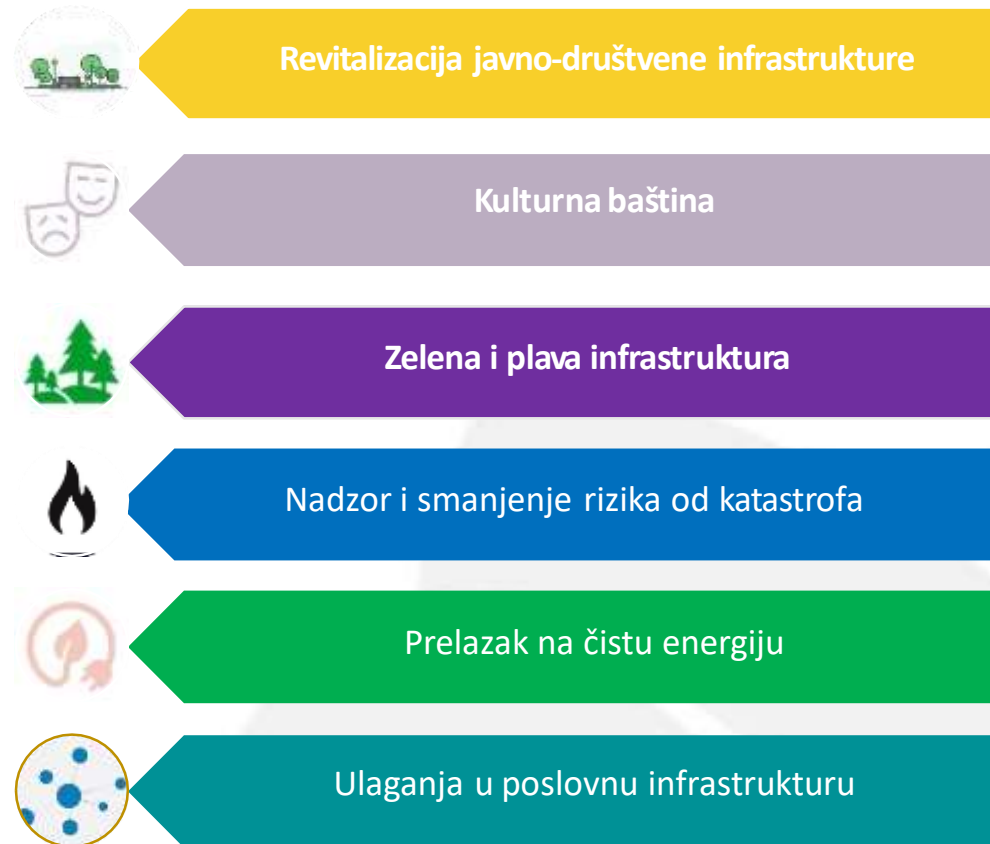 Revitalizacija javno-društvene infrastrukture
Kulturna baština
Zelena i plava infrastruktura
Nadzor i smanjenje rizika od katastrofa
Prelazak na čistu energiju
Ulaganja u poslovnu infrastrukturu